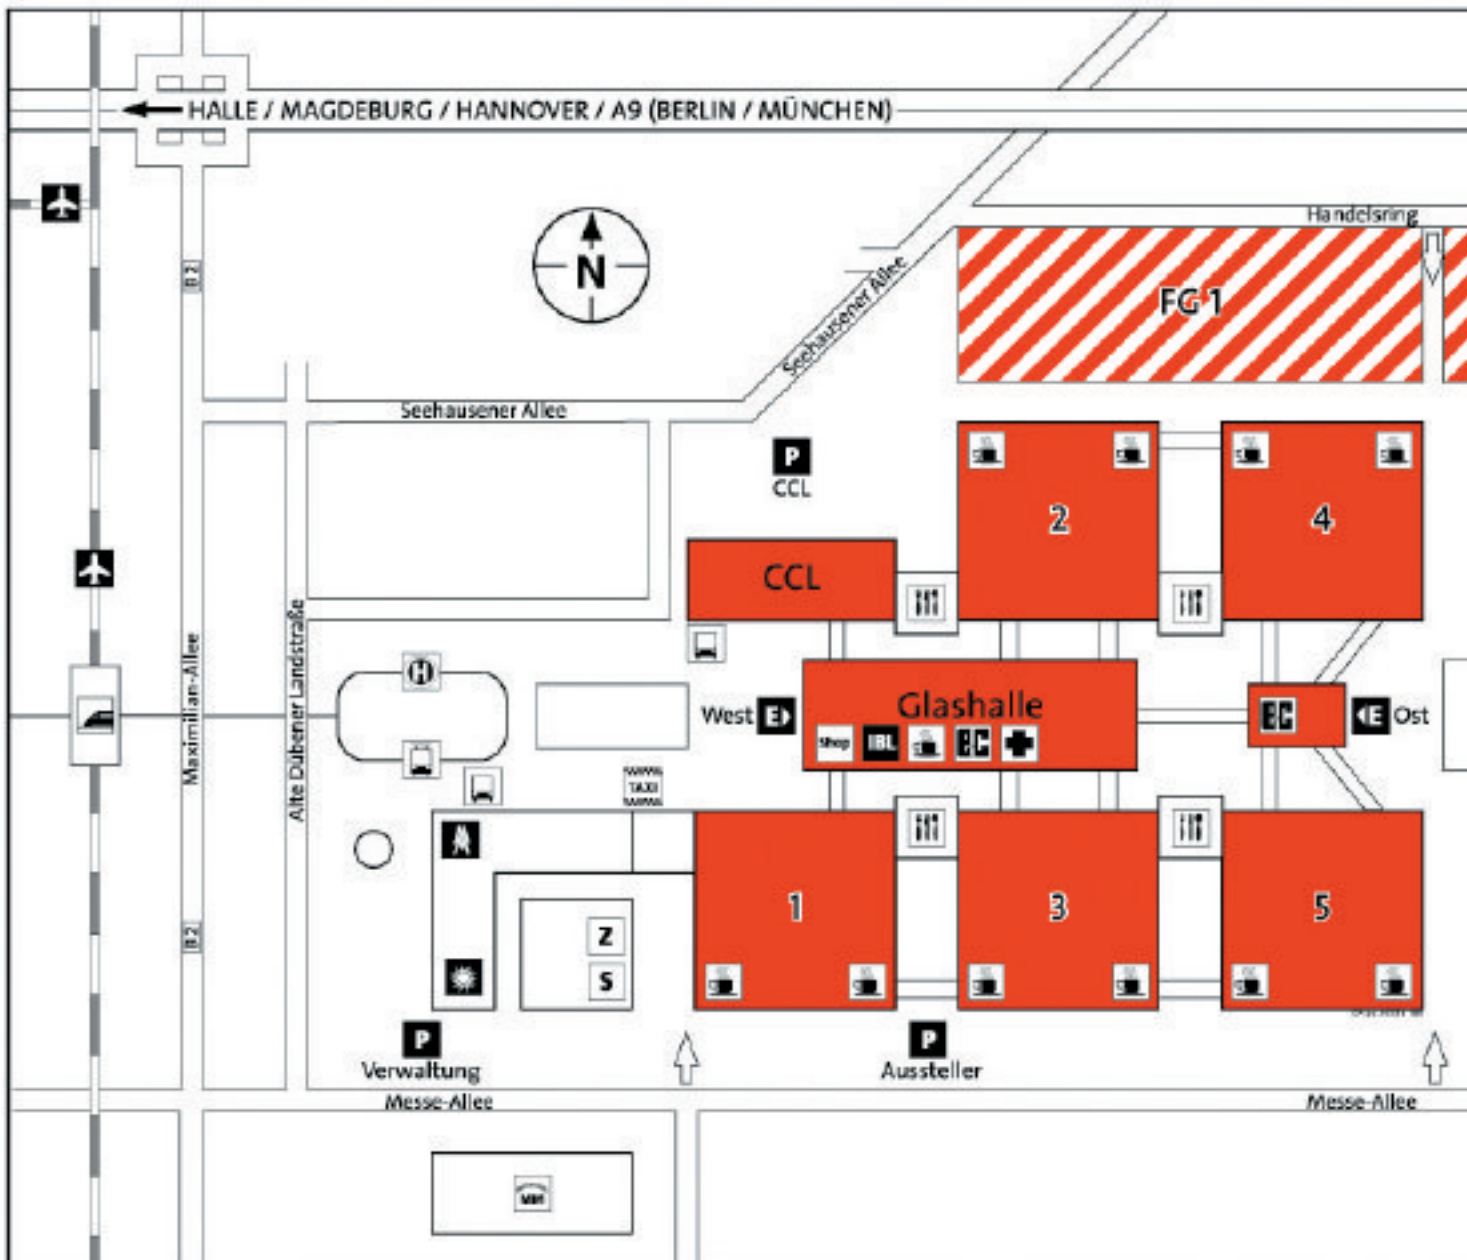 HALLE / MAGDEBURG / HANNOVER / A9 (BERLIN / MÜNCHEN)
Handelsring
N
B 2
FG 1
Seehausener Allee
Seehausener Allee
P
CCL
2
4
CCL
Maximilian-Allee
Alte Dübener Landstraße
H
West E
Glashalle
Shop IBL EC
EC
E Ost
TAXI
1
3
5
B 2
Z
S
P
Verwaltung
P
Aussteller
Messe-Allee
Messe-Allee